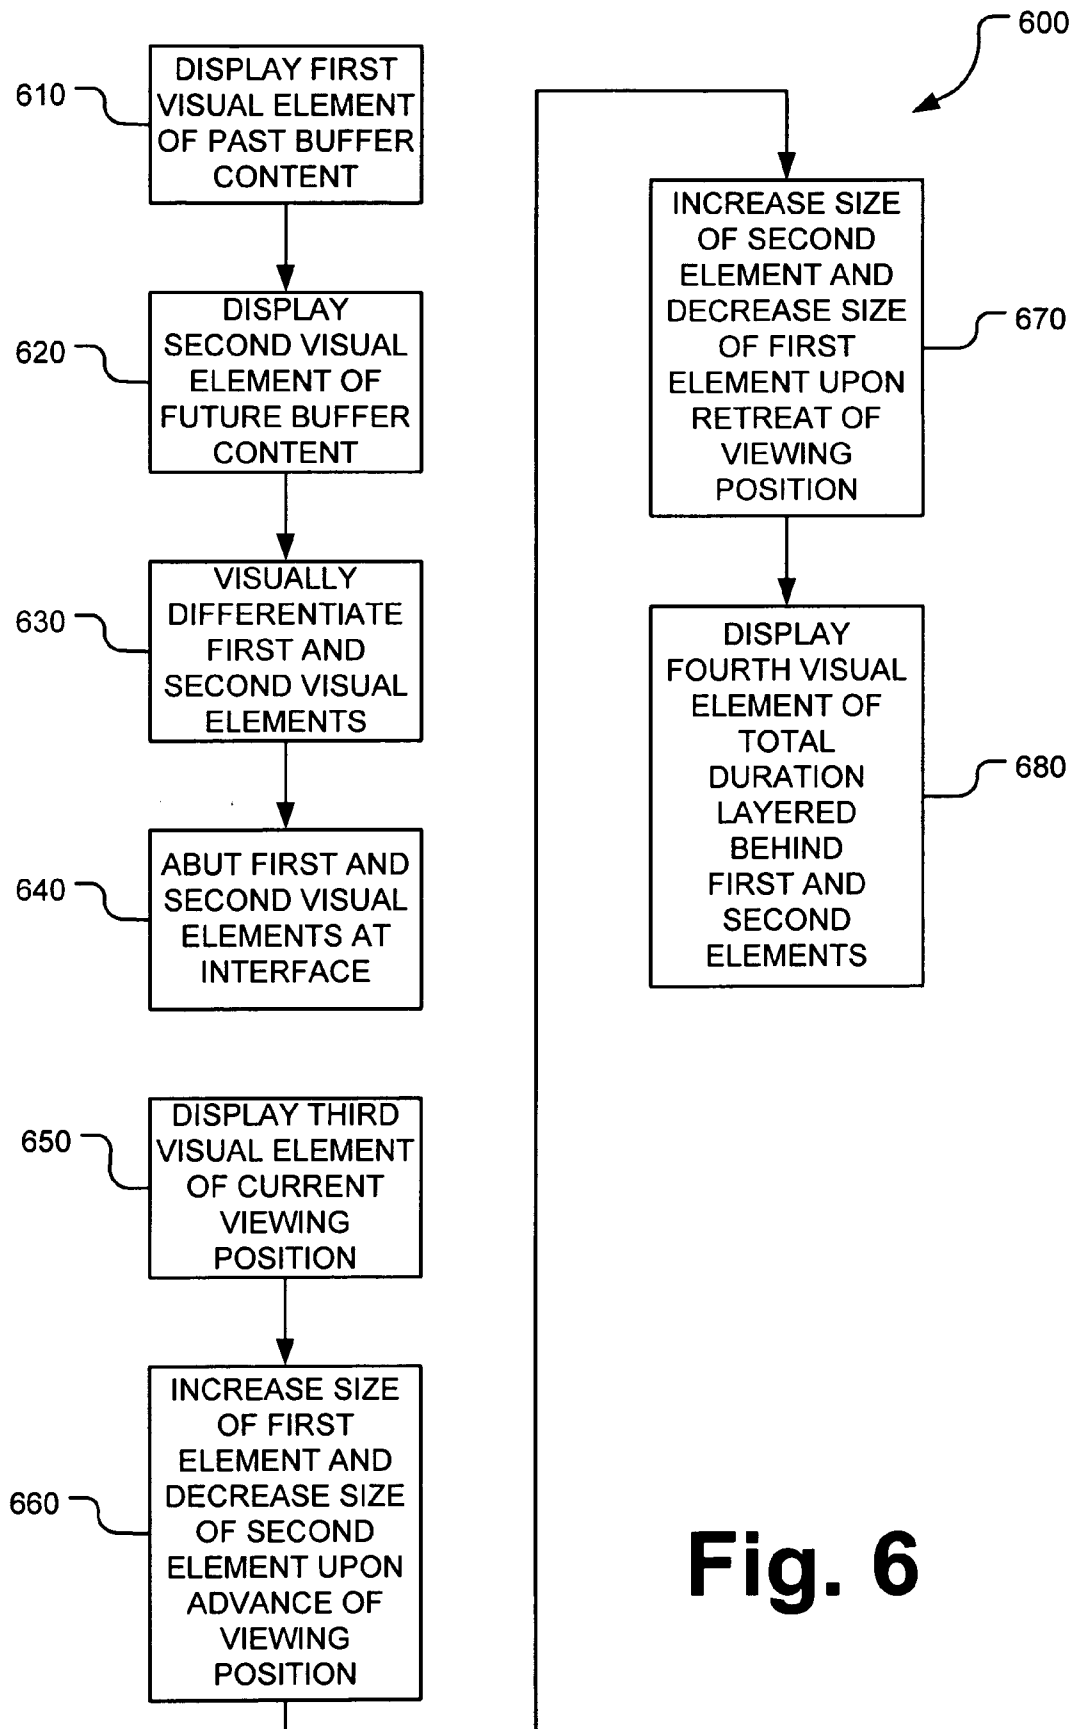 600
610
DISPLAY FIRST
VISUAL ELEMENT
OF PAST BUFFER
CONTENT
620
DISPLAY
SECOND VISUAL
ELEMENT OF
FUTURE BUFFER
CONTENT
630
VISUALLY
DIFFERENTIATE
FIRST AND
SECOND VISUAL
ELEMENTS
640
ABUT FIRST AND
SECOND VISUAL
ELEMENTS AT
INTERFACE
650
DISPLAY THIRD
VISUAL ELEMENT
OF CURRENT
VIEWING
POSITION
660
INCREASE SIZE
OF FIRST
ELEMENT AND
DECREASE SIZE
OF SECOND
ELEMENT UPON
ADVANCE OF
VIEWING
POSITION
INCREASE SIZE
OF SECOND
ELEMENT AND
DECREASE SIZE
OF FIRST
ELEMENT UPON
RETREAT OF
VIEWING
POSITION
670
DISPLAY
FOURTH VISUAL
ELEMENT OF
TOTAL
DURATION
LAYERED
BEHIND
FIRST AND
SECOND
ELEMENTS
680
Fig. 6